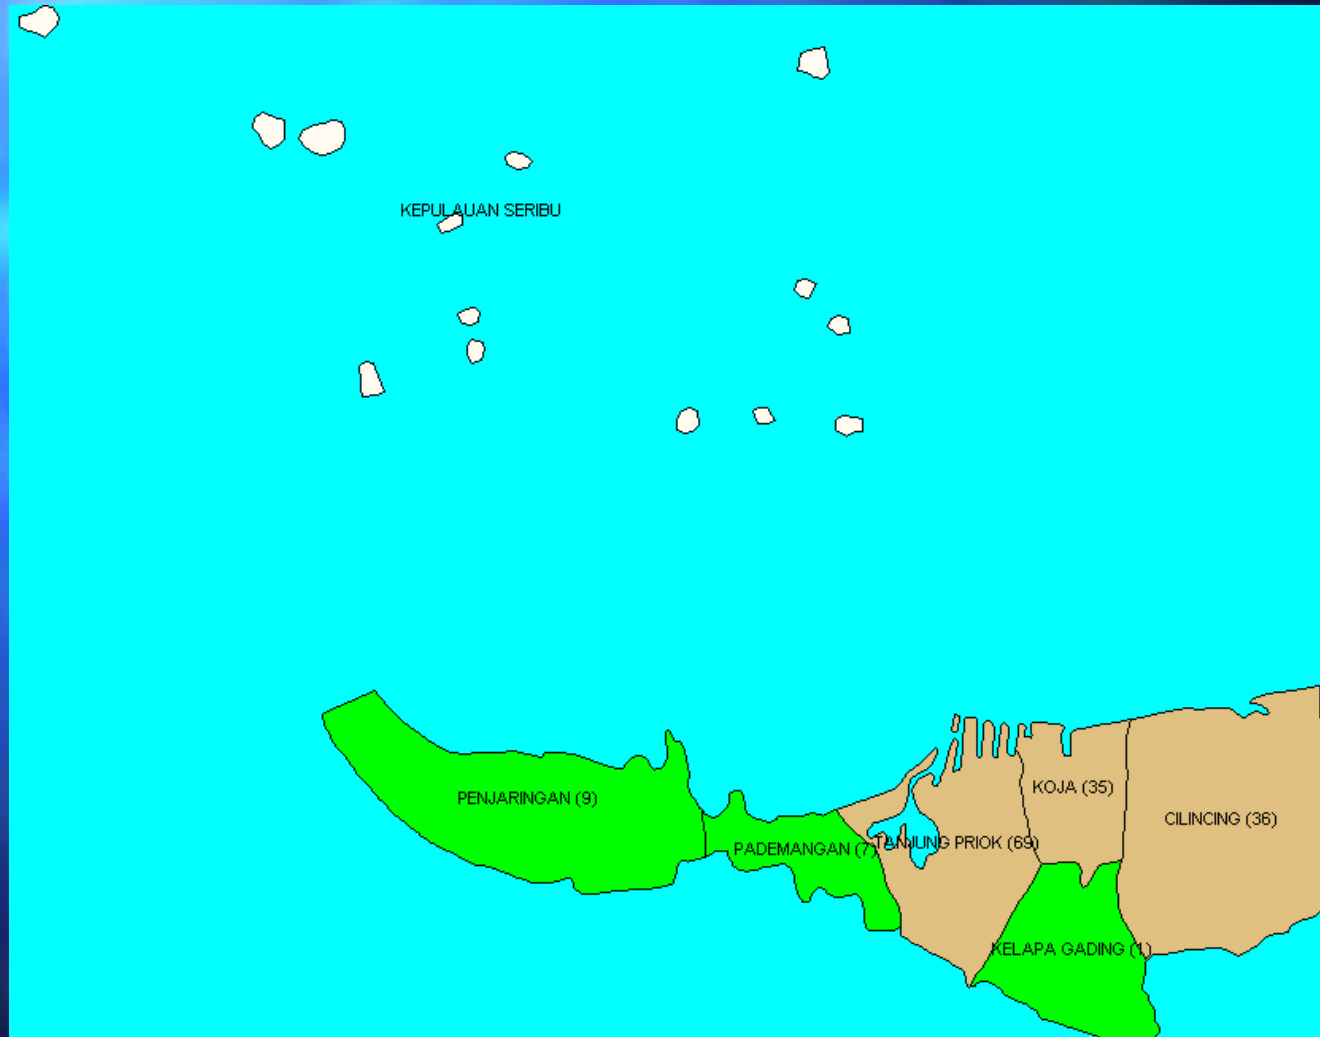 KEPULAUAN SERIBU
PENJARINGAN (9)
PADEMANGAN (7)
TANJUNG PRIOK (69)
KOJA (35)
CILINCING (36)
KELAPA GADING (1)